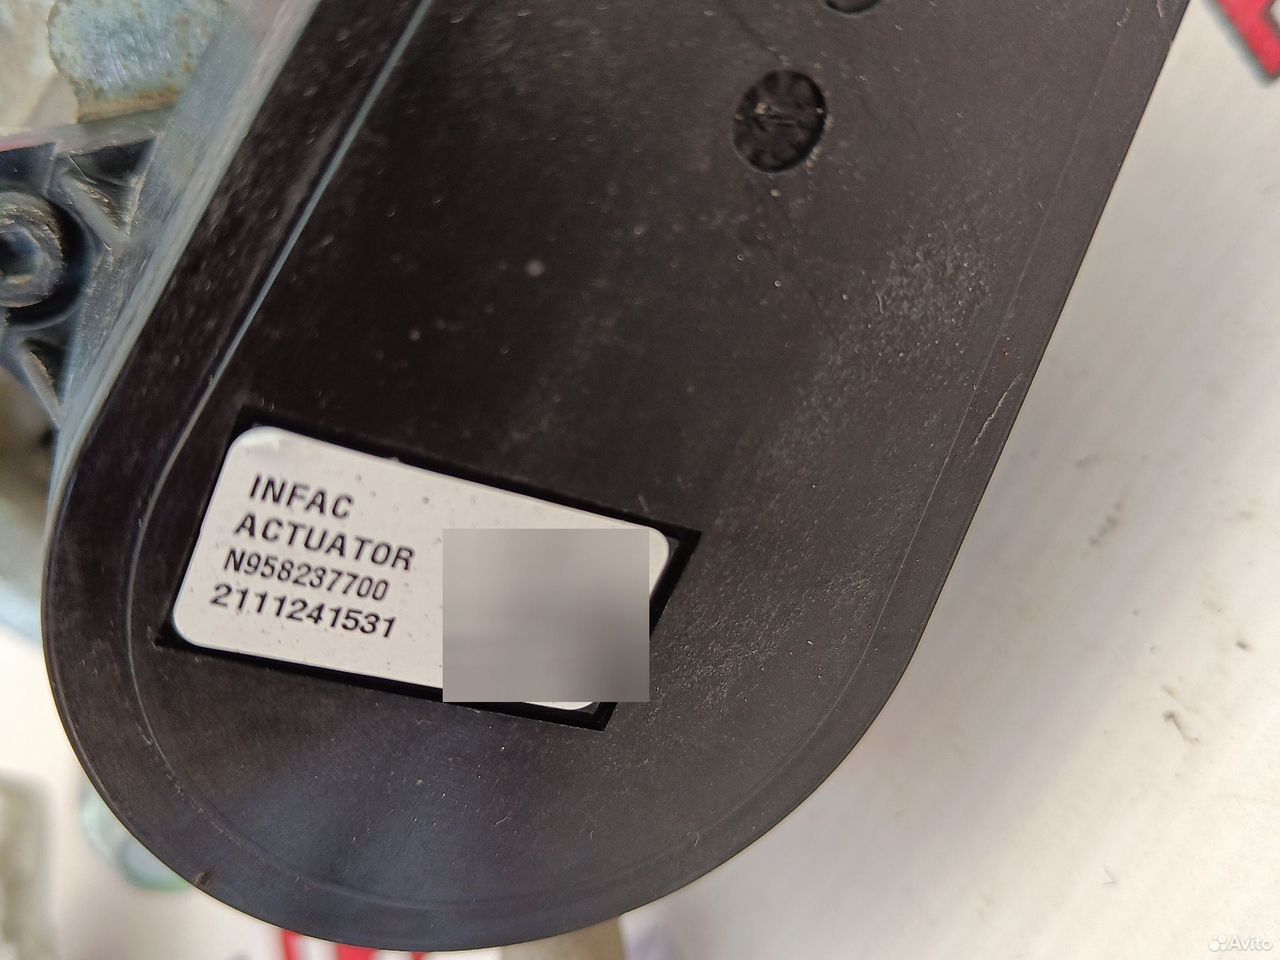 INFAC
ACTUATOR
N958237700
2111241531
Avito